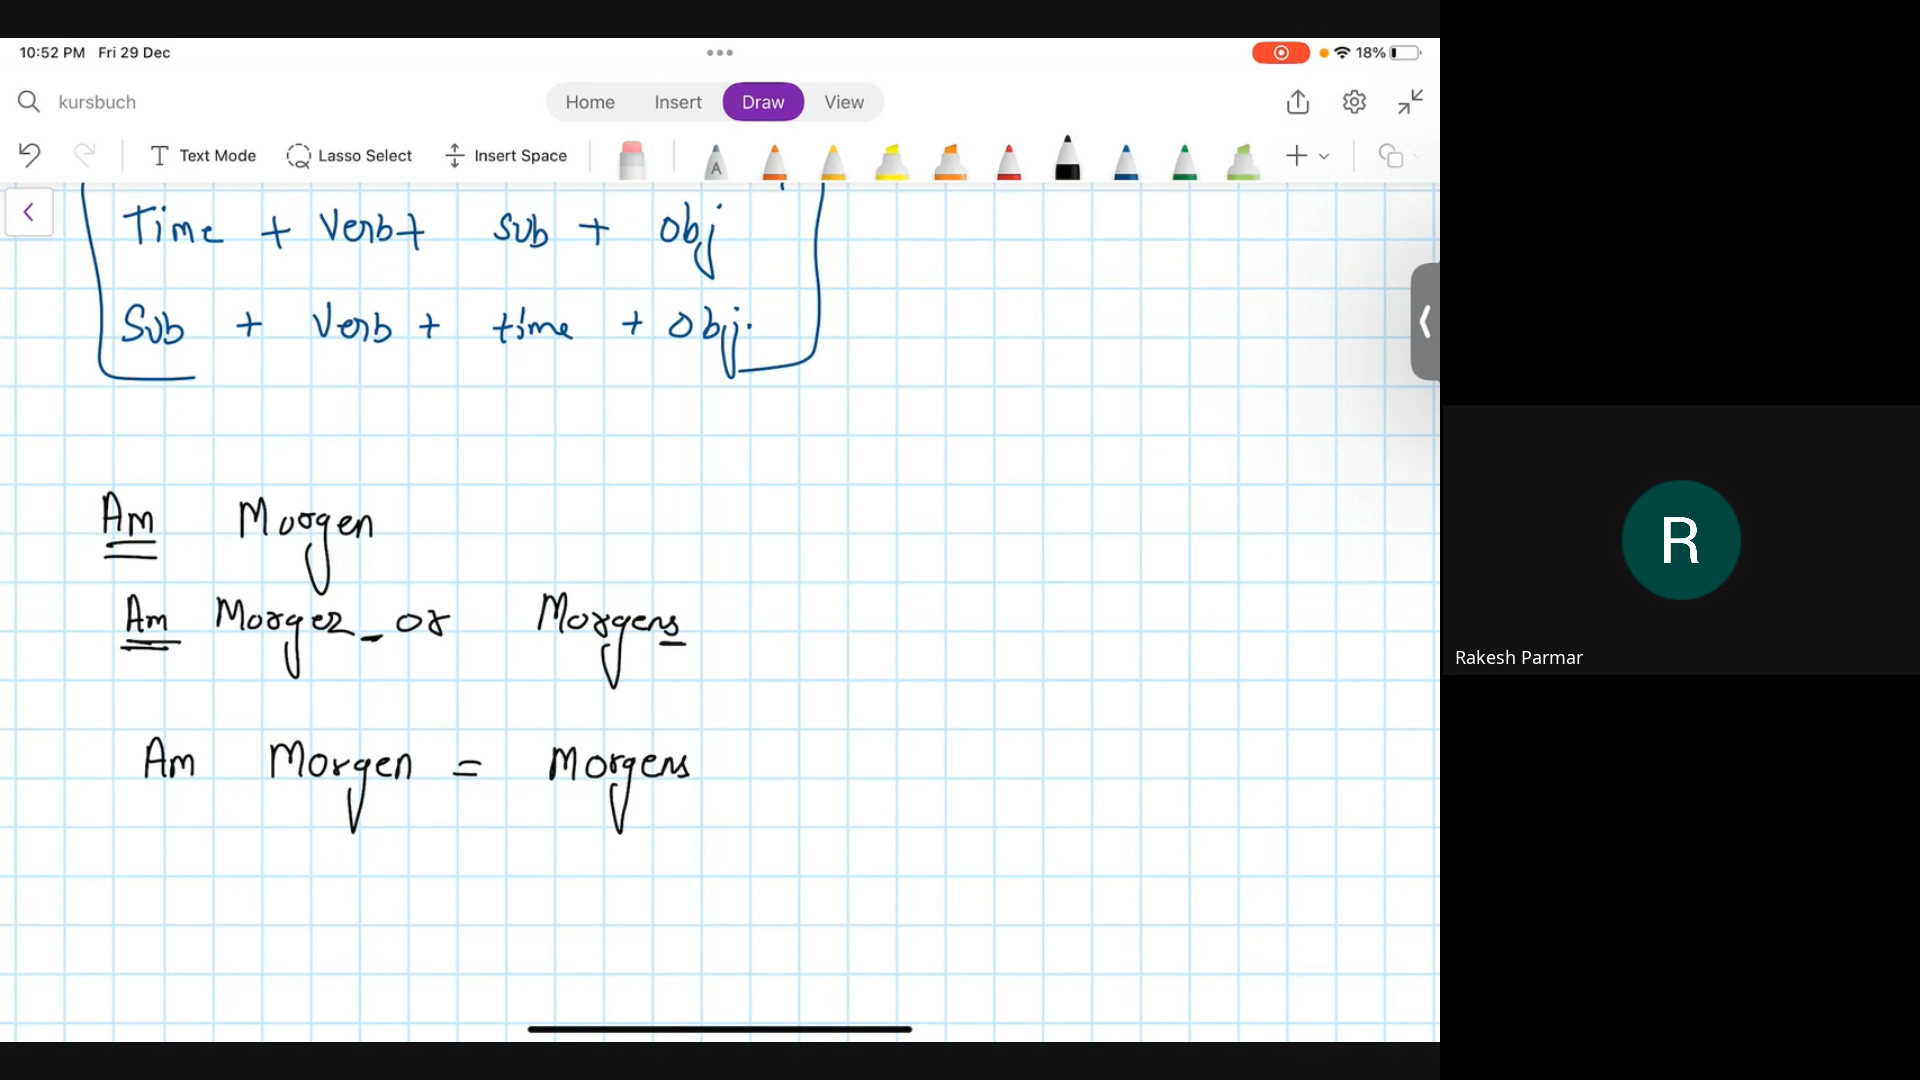 10:52 PM Fri 29 Dec 18%
kursbuch Home Insert Draw View
Text Mode Lasso Select Insert Space A
Time + Verb + Sub + Obj
Sub + Verb + time + Obj.
Am Morgen
Am Morgen - or Morgens
Am Morgen = Morgens
R
Rakesh Parmar